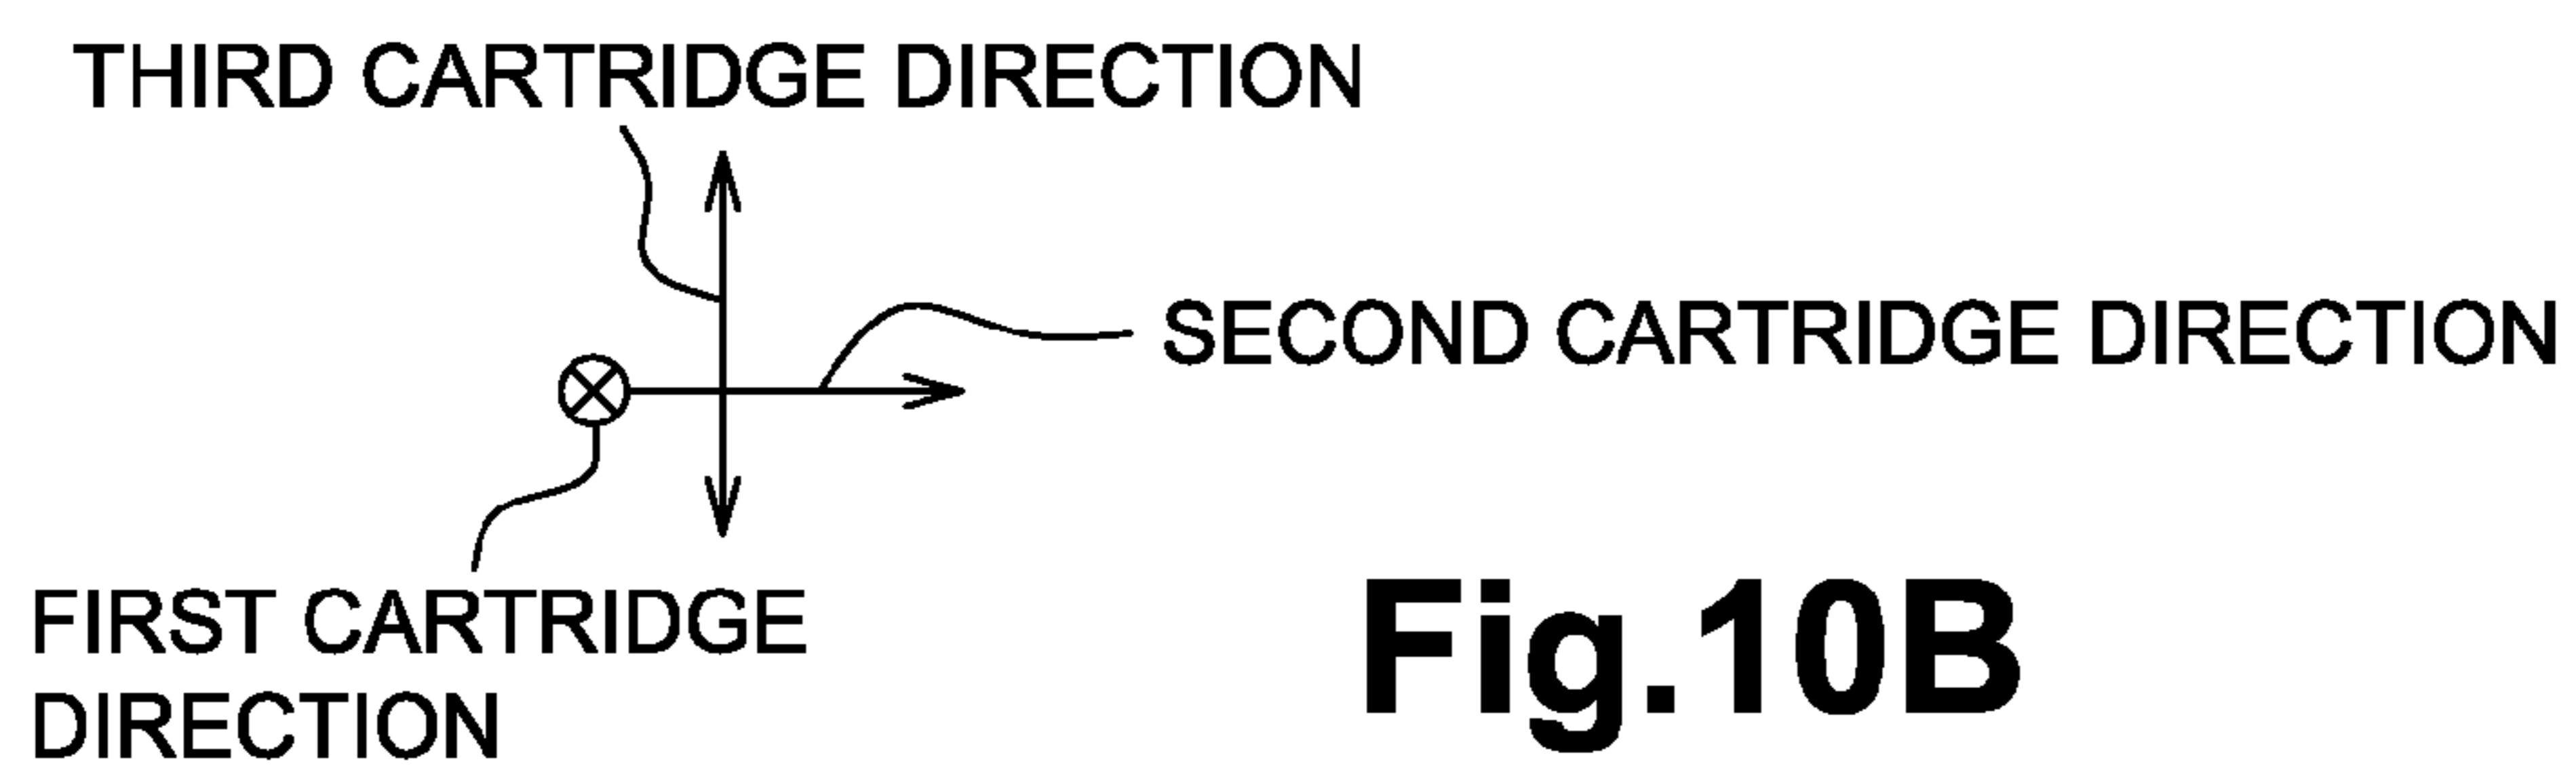 THIRD CARTRIDGE DIRECTION
SECOND CARTRIDGE DIRECTION
FIRST CARTRIDGE
DIRECTION
Fig.10B